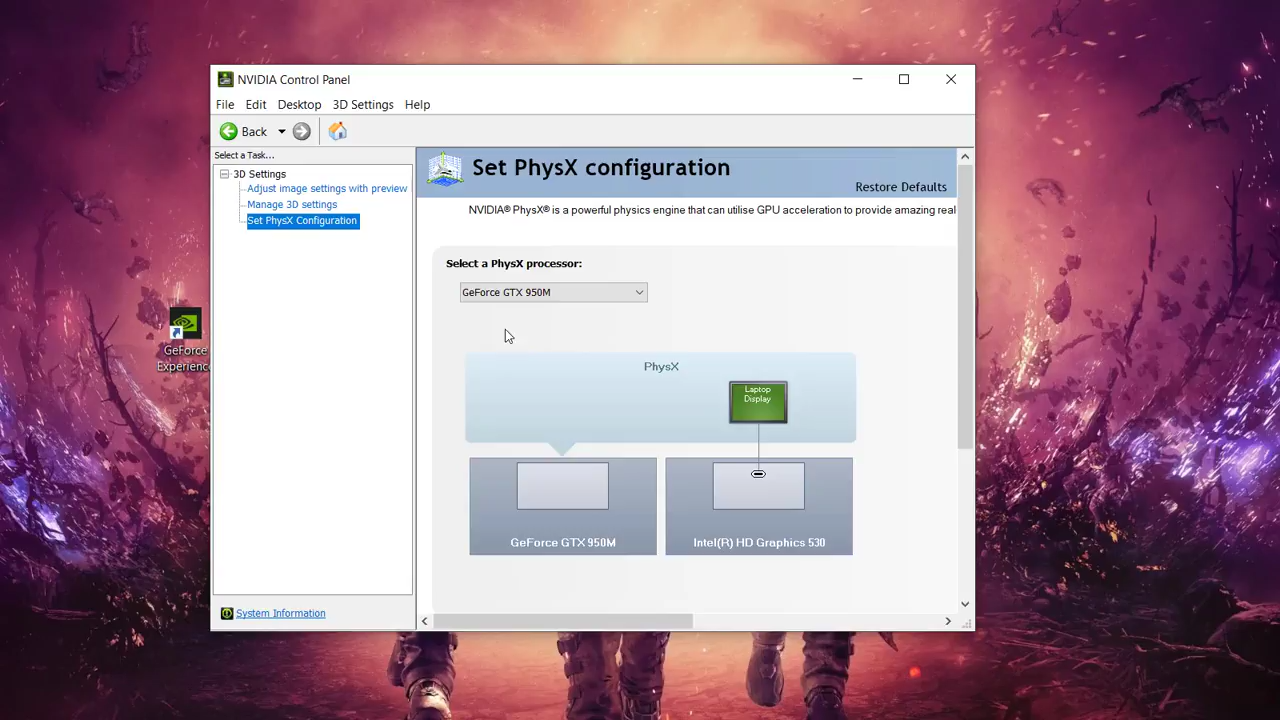 NVIDIA Control Panel
File Edit Desktop 3D Settings Help
Back
Select a Task...
3D Settings
Adjust image settings with preview
Manage 3D settings
Set PhysX Configuration
System Information
Set PhysX configuration
Restore Defaults
NVIDIA® PhysX® is a powerful physics engine that can utilise GPU acceleration to provide amazing real
Select a PhysX processor:
GeForce GTX 950M
PhysX
Laptop
Display
GeForce GTX 950M
Intel(R) HD Graphics 530
GeForce
Experience